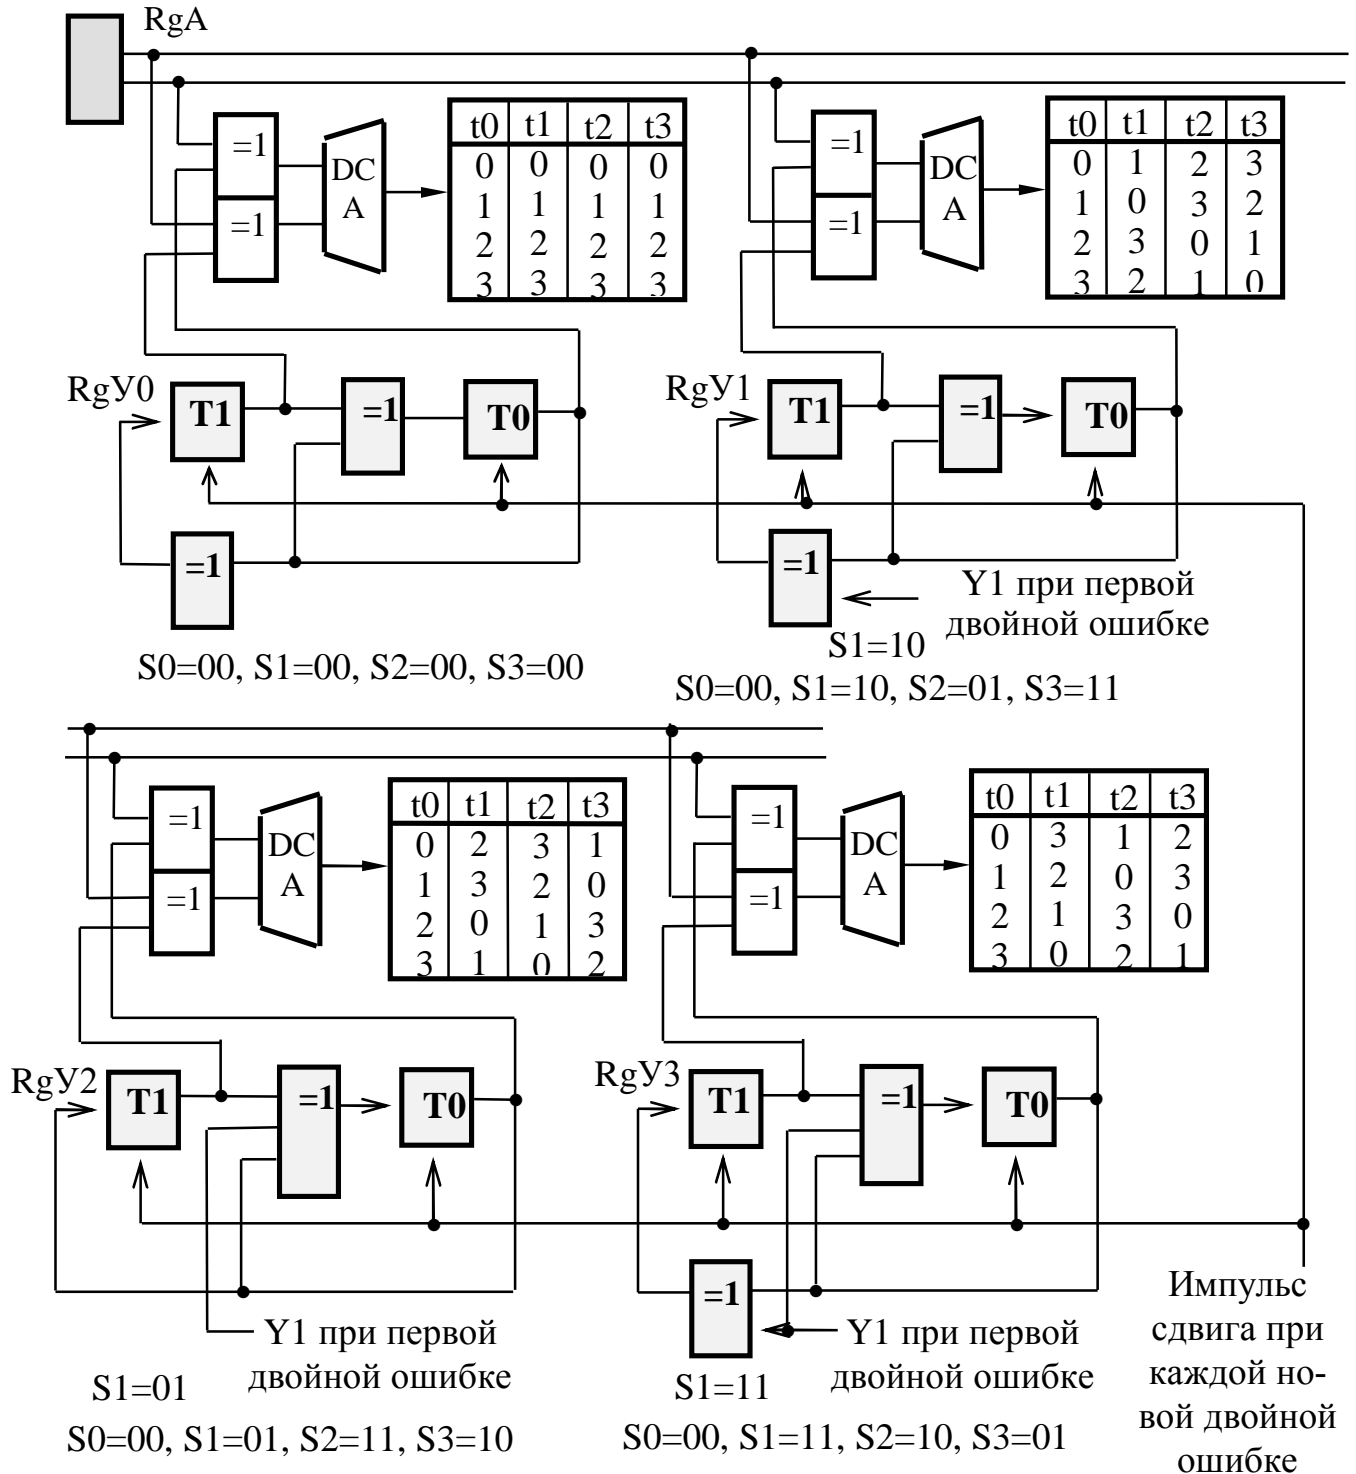 RgA
=1
=1
DC
A
t0 t1 t2 t3
0 0 0 0
1 1 1 1
2 2 2 2
3 3 3 3
=1
=1
DC
A
t0 t1 t2 t3
0 1 2 3
1 0 3 2
2 3 0 1
3 2 1 0
RgУ0
T1
=1
T0
=1
S0=00, S1=00, S2=00, S3=00
RgУ1
T1
=1
T0
=1
Y1 при первой
двойной ошибке
S1=10
S0=00, S1=10, S2=01, S3=11
=1
=1
DC
A
t0 t1 t2 t3
0 2 3 1
1 3 2 0
2 0 1 3
3 1 0 2
=1
=1
DC
A
t0 t1 t2 t3
0 3 1 2
1 2 0 3
2 1 3 0
3 0 2 1
RgУ2
T1
=1
T0
Y1 при первой
двойной ошибке
S1=01
S0=00, S1=01, S2=11, S3=10
RgУ3
T1
=1
T0
=1
Y1 при первой
двойной ошибке
S1=11
S0=00, S1=11, S2=10, S3=01
Импульс
сдвига при
каждой но-
вой двойной
ошибке